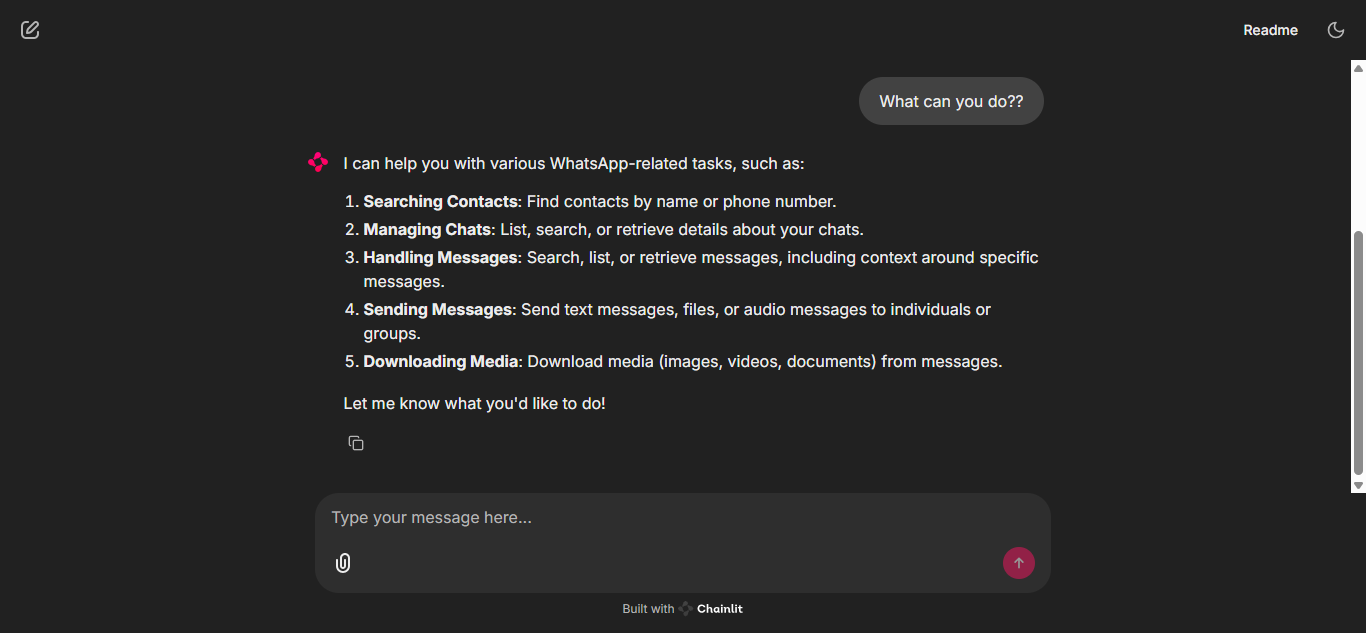 Readme
What can you do??
I can help you with various WhatsApp-related tasks, such as:
1. Searching Contacts: Find contacts by name or phone number.
2. Managing Chats: List, search, or retrieve details about your chats.
3. Handling Messages: Search, list, or retrieve messages, including context around specific
messages.
4. Sending Messages: Send text messages, files, or audio messages to individuals or
groups.
5. Downloading Media: Download media (images, videos, documents) from messages.
Let me know what you'd like to do!
Type your message here...
Built with Chainlit